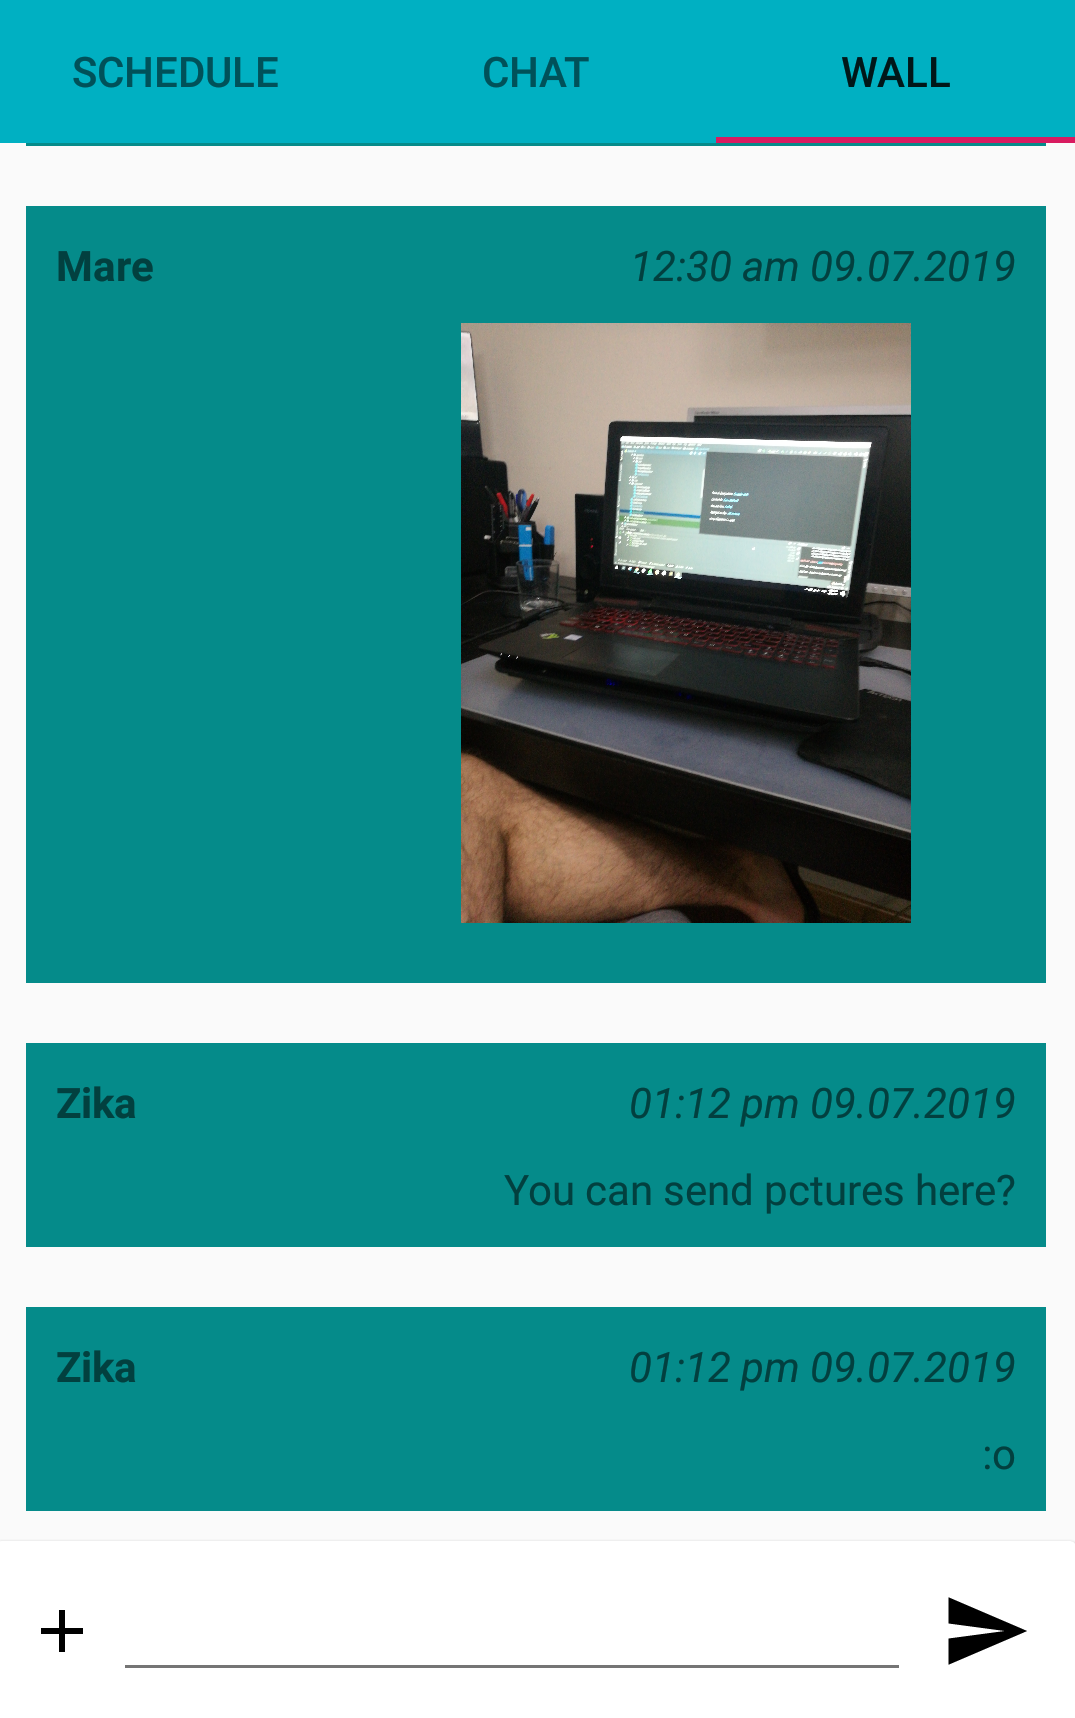 SCHEDULE CHAT WALL
Mare 12:30 am 09.07.2019
Zika 01:12 pm 09.07.2019
You can send pctures here?
Zika 01:12 pm 09.07.2019
:o